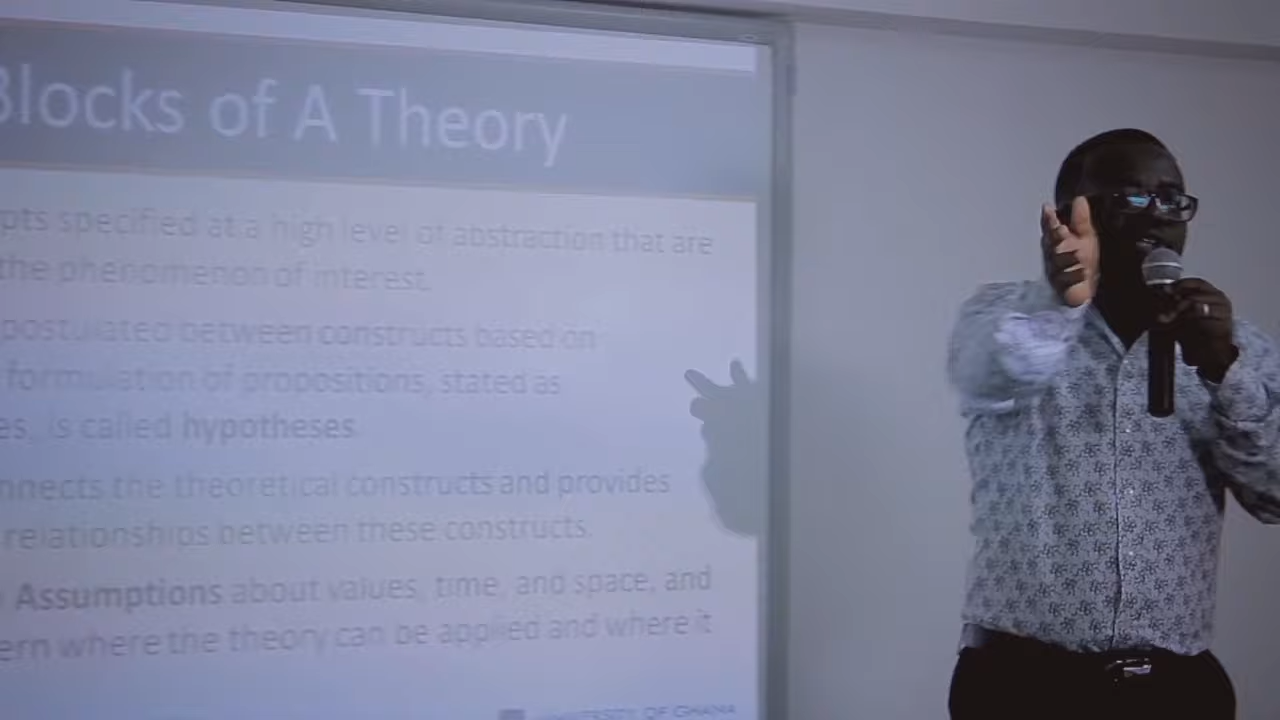 Blocks of A Theory
pts specified at a high level of abstraction that are
the phenomenon of interest.
postulated between constructs based on
formulation of propositions, stated as
es, is called hypotheses.
nnects the theoretical constructs and provides
relationships between these constructs.
Assumptions about values, time, and space, and
ern where the theory can be applied and where it
UNIVERSITY OF GHANA